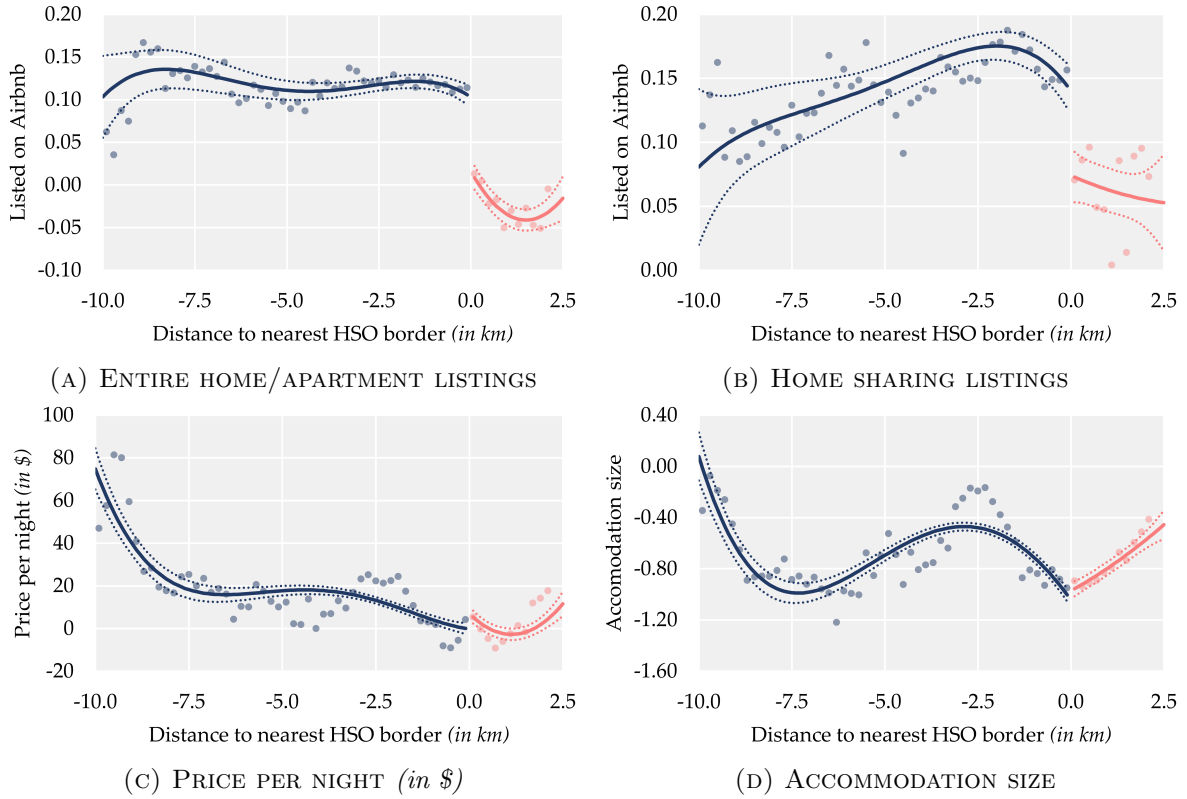 0.20
0.15
0.10
0.05
0.00
-0.05
-0.10
Listed on Airbnb
-10.0 -7.5 -5.0 -2.5 0.0 2.5
Distance to nearest HSO border (in km)
(A) ENTIRE HOME/APARTMENT LISTINGS
0.20
0.15
0.10
0.05
0.00
Listed on Airbnb
-10.0 -7.5 -5.0 -2.5 0.0 2.5
Distance to nearest HSO border (in km)
(B) HOME SHARING LISTINGS
100
80
60
40
20
0
-20
Price per night (in $)
-10.0 -7.5 -5.0 -2.5 0.0 2.5
Distance to nearest HSO border (in km)
(C) PRICE PER NIGHT (in $)
0.40
0.00
-0.40
-0.80
-1.20
-1.60
Accomodation size
-10.0 -7.5 -5.0 -2.5 0.0 2.5
Distance to nearest HSO border (in km)
(D) ACCOMMODATION SIZE